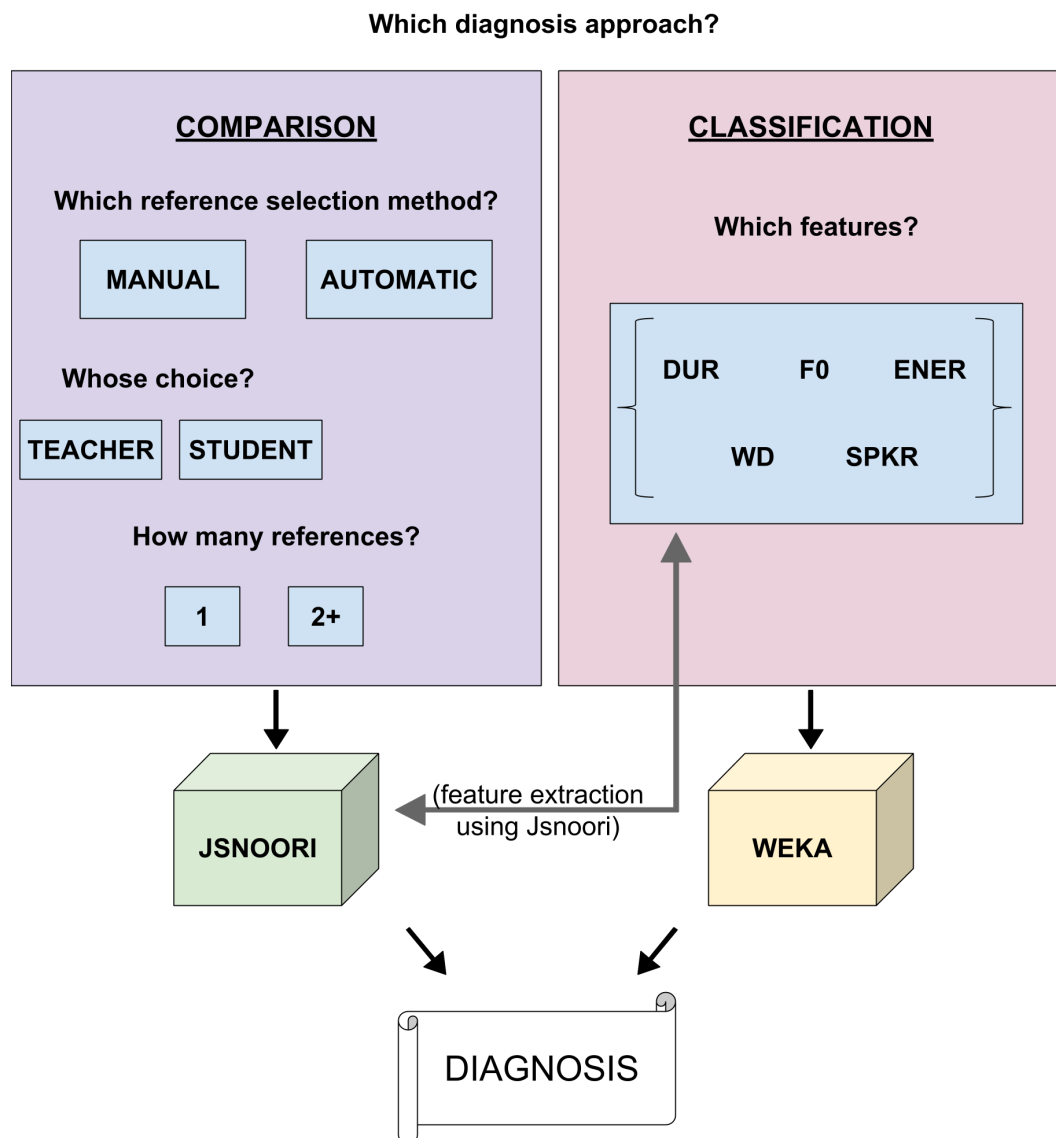 Which diagnosis approach?
COMPARISON
Which reference selection method?
MANUAL
AUTOMATIC
Whose choice?
TEACHER
STUDENT
How many references?
1
2+
CLASSIFICATION
Which features?
DUR
F0
ENER
WD
SPKR
JSNOORI
(feature extraction
using Jsnoori)
WEKA
DIAGNOSIS